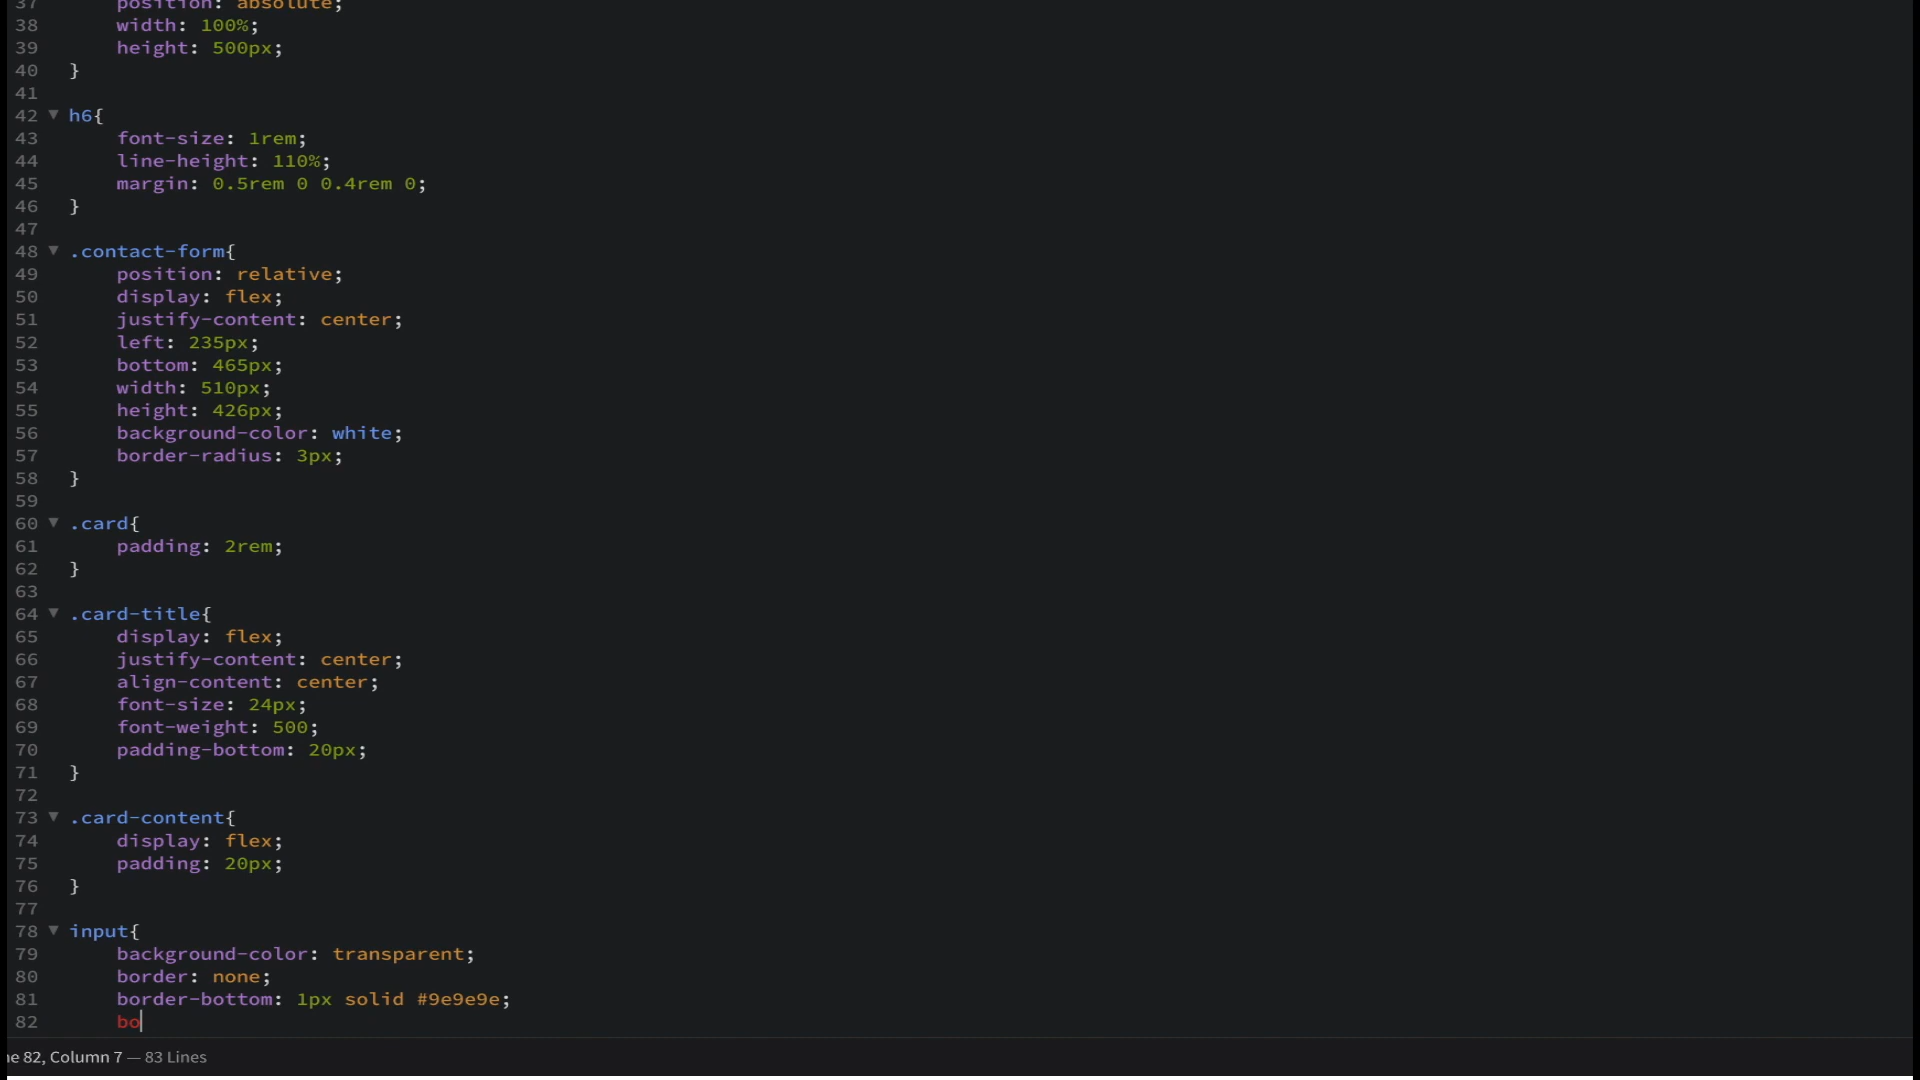 37 position: absolute;
38 width: 100%;
39 height: 500px;
40 }
41
42 ▼ h6{
43 font-size: 1rem;
44 line-height: 110%;
45 margin: 0.5rem 0 0.4rem 0;
46 }
47
48 ▼ .contact-form{
49 position: relative;
50 display: flex;
51 justify-content: center;
52 left: 235px;
53 bottom: 465px;
54 width: 510px;
55 height: 426px;
56 background-color: white;
57 border-radius: 3px;
58 }
59
60 ▼ .card{
61 padding: 2rem;
62 }
63
64 ▼ .card-title{
65 display: flex;
66 justify-content: center;
67 align-content: center;
68 font-size: 24px;
69 font-weight: 500;
70 padding-bottom: 20px;
71 }
72
73 ▼ .card-content{
74 display: flex;
75 padding: 20px;
76 }
77
78 ▼ input{
79 background-color: transparent;
80 border: none;
81 border-bottom: 1px solid #9e9e9e;
82 bo
ne 82, Column 7 — 83 Lines